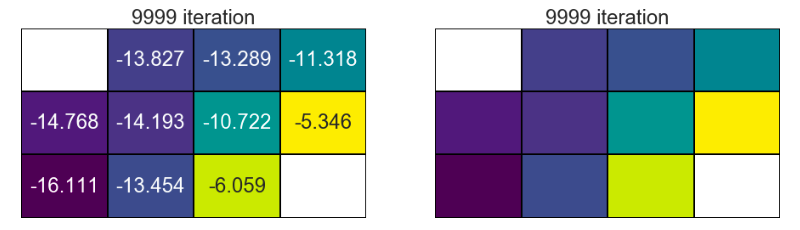 9999 iteration
9999 iteration
-13.827 -13.289 -11.318
-14.768 -14.193 -10.722 -5.346
-16.111 -13.454 -6.059